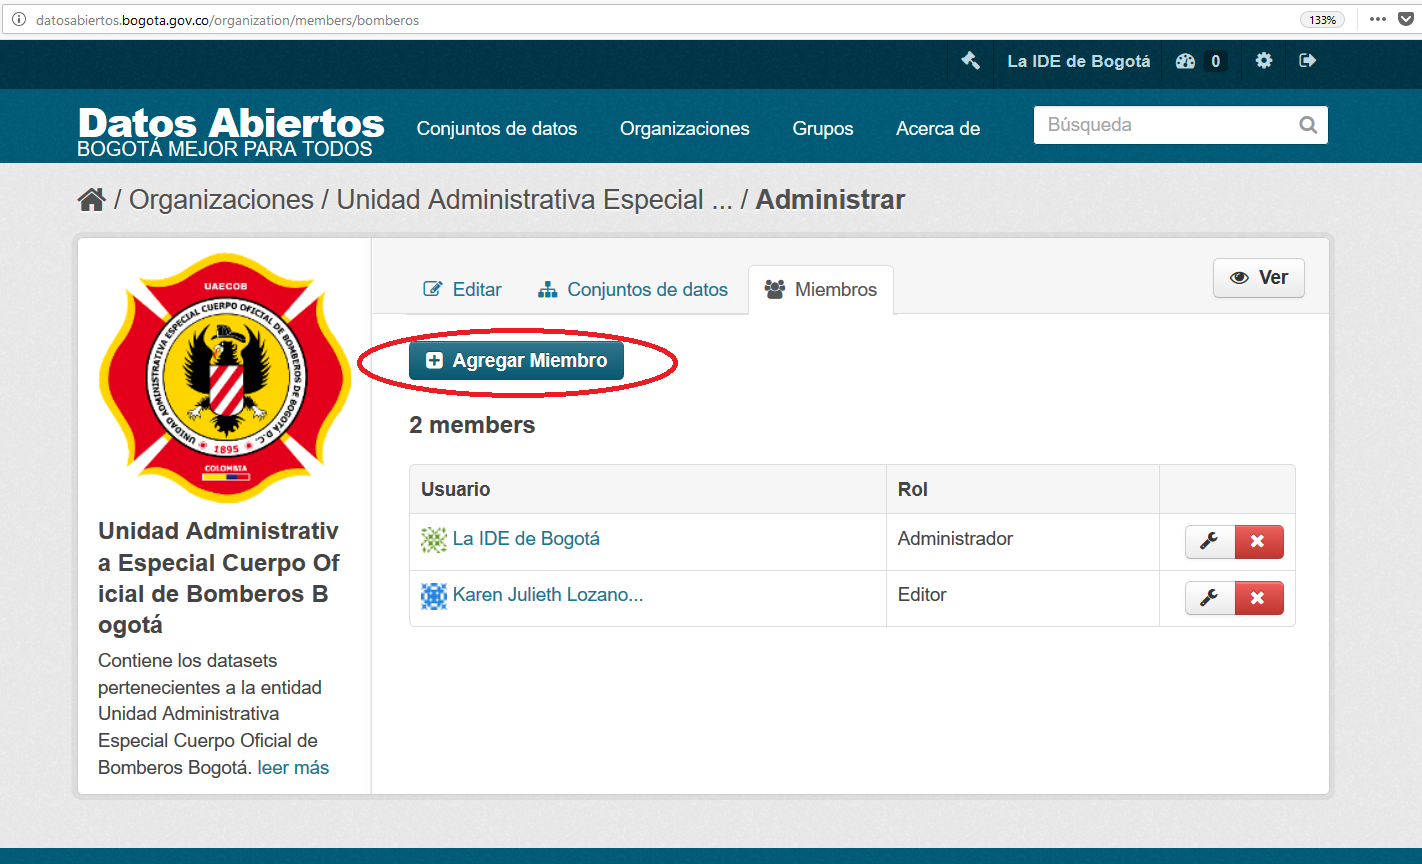 datosabiertos.bogota.gov.co/organization/members/bomberos
133%
La IDE de Bogotá
0
Datos Abiertos
BOGOTÁ MEJOR PARA TODOS
Conjuntos de datos
Organizaciones
Grupos
Acerca de
Búsqueda
/ Organizaciones / Unidad Administrativa Especial ... / Administrar
UAECOB
UNIDAD ADMINISTRATIVA ESPECIAL CUERPO OFICIAL DE BOMBEROS DE BOGOTÁ D.C.
1895
COLOMBIA
Unidad Administrativ
a Especial Cuerpo Of
icial de Bomberos B
ogotá
Contiene los datasets
pertenecientes a la entidad
Unidad Administrativa
Especial Cuerpo Oficial de
Bomberos Bogotá. leer más
Editar
Conjuntos de datos
Miembros
Ver
Agregar Miembro
2 members
Usuario
Rol
La IDE de Bogotá
Administrador
Karen Julieth Lozano...
Editor